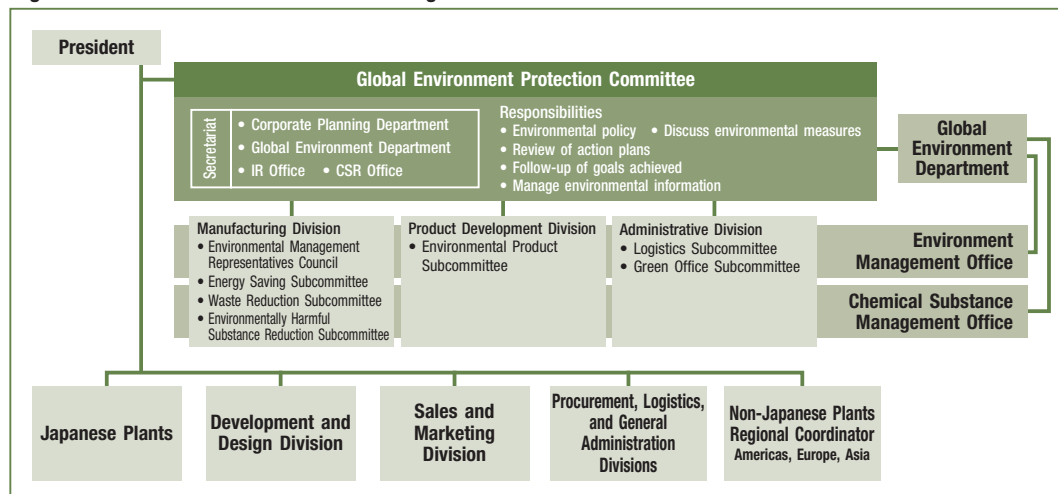 President
Global Environment Protection Committee
Secretariat
• Corporate Planning Department
• Global Environment Department
• IR Office • CSR Office
Responsibilities
• Environmental policy • Discuss environmental measures
• Review of action plans
• Follow-up of goals achieved
• Manage environmental information
Global
Environment
Department
Manufacturing Division
• Environmental Management
Representatives Council
• Energy Saving Subcommittee
• Waste Reduction Subcommittee
• Environmentally Harmful
Substance Reduction Subcommittee
Product Development Division
• Environmental Product
Subcommittee
Administrative Division
• Logistics Subcommittee
• Green Office Subcommittee
Environment
Management Office
Chemical Substance
Management Office
Japanese Plants
Development and
Design Division
Sales and
Marketing
Division
Procurement, Logistics,
and General
Administration
Divisions
Non-Japanese Plants
Regional Coordinator
Americas, Europe, Asia